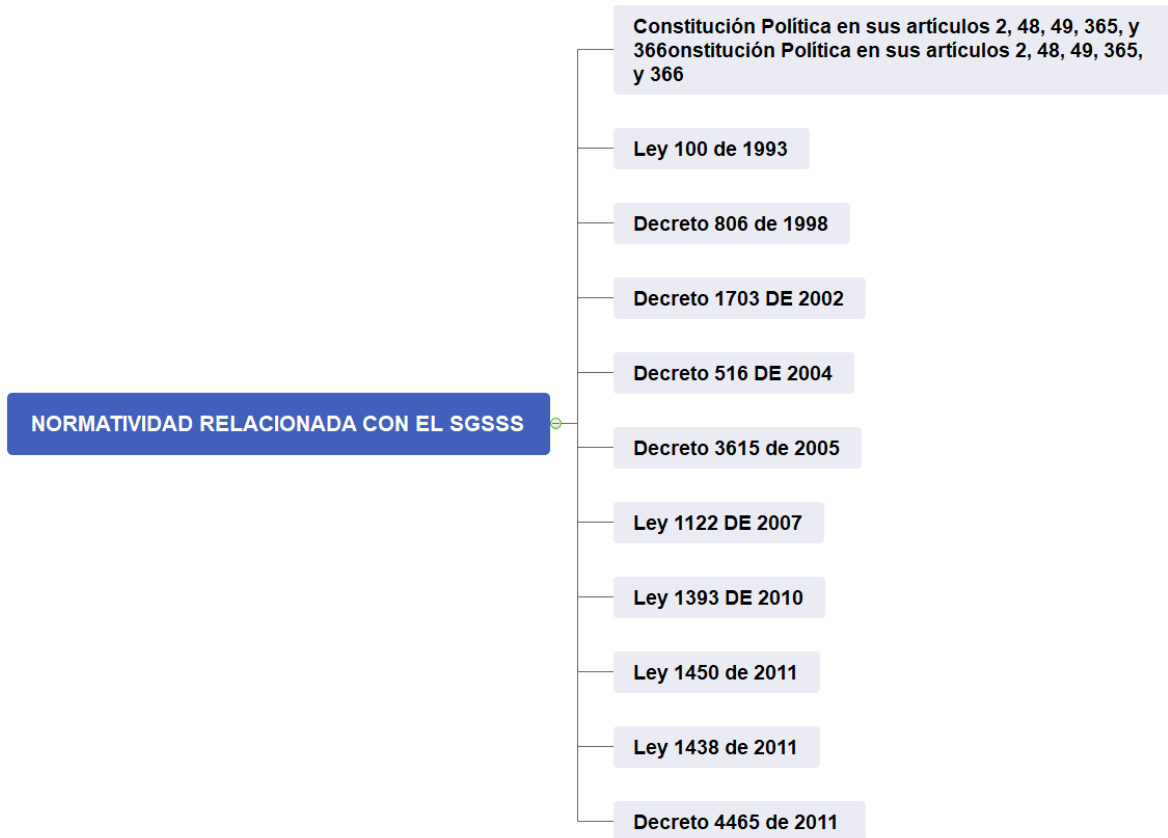 Constitución Política en sus artículos 2, 48, 49, 365, y
366onstitución Política en sus artículos 2, 48, 49, 365,
y 366
Ley 100 de 1993
Decreto 806 de 1998
Decreto 1703 DE 2002
Decreto 516 DE 2004
NORMATIVIDAD RELACIONADA CON EL SGSSS
Decreto 3615 de 2005
Ley 1122 DE 2007
Ley 1393 DE 2010
Ley 1450 de 2011
Ley 1438 de 2011
Decreto 4465 de 2011